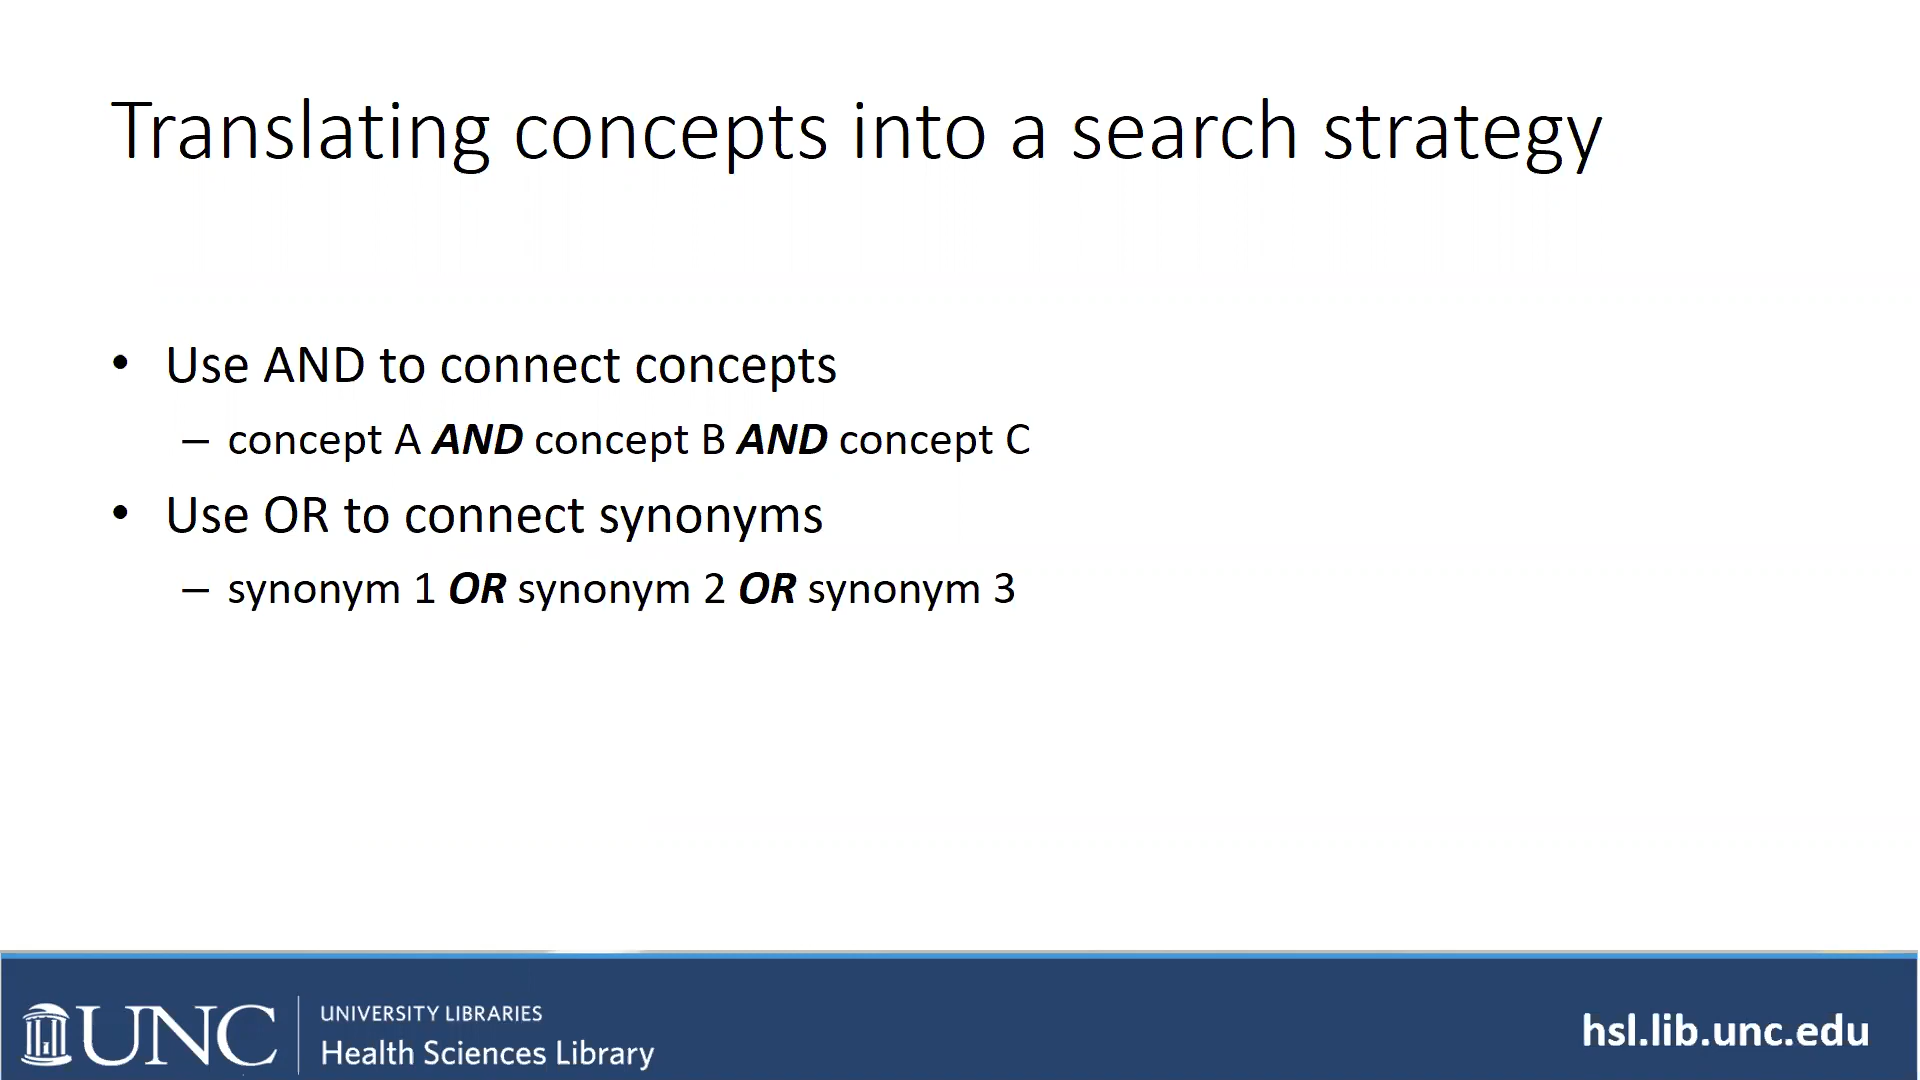 Translating concepts into a search strategy
• Use AND to connect concepts
– concept A AND concept B AND concept C
• Use OR to connect synonyms
– synonym 1 OR synonym 2 OR synonym 3
UNC
UNIVERSITY LIBRARIES
Health Sciences Library
hsl.lib.unc.edu